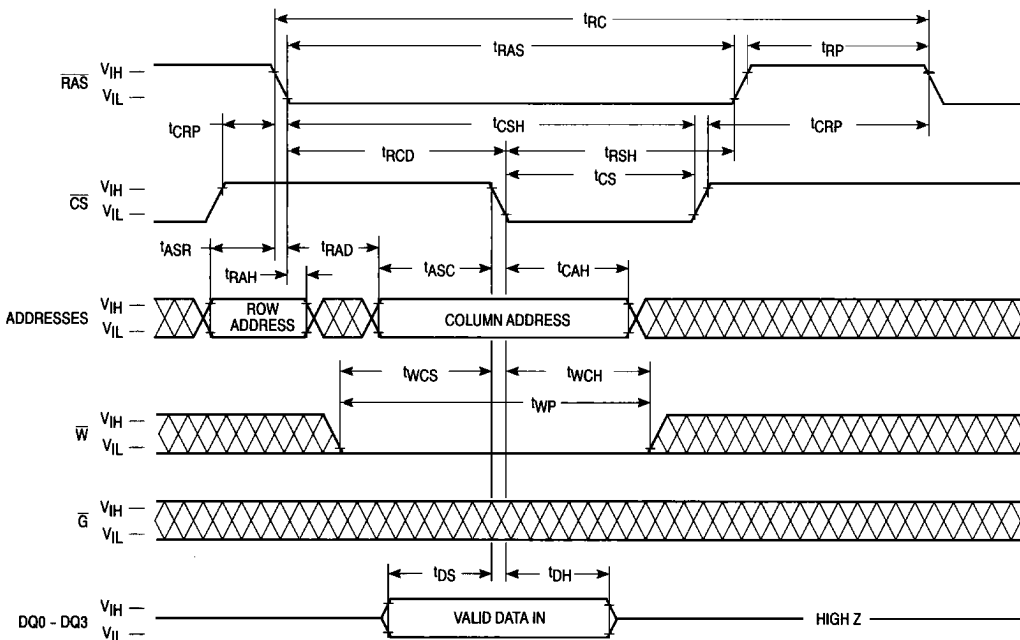 tRC
tRAS
tRP
RAS
VIH
VIL
tCRP
tCSH
tCRP
tRCD
tRSH
tCS
CS
VIH
VIL
tASR
tRAD
tRAH
tASC
tCAH
ADDRESSES
VIH
VIL
ROW
ADDRESS
COLUMN ADDRESS
tWCS
tWCH
tWP
W
VIH
VIL
G
VIH
VIL
tDS
tDH
DQ0 - DQ3
VIH
VIL
VALID DATA IN
HIGH Z